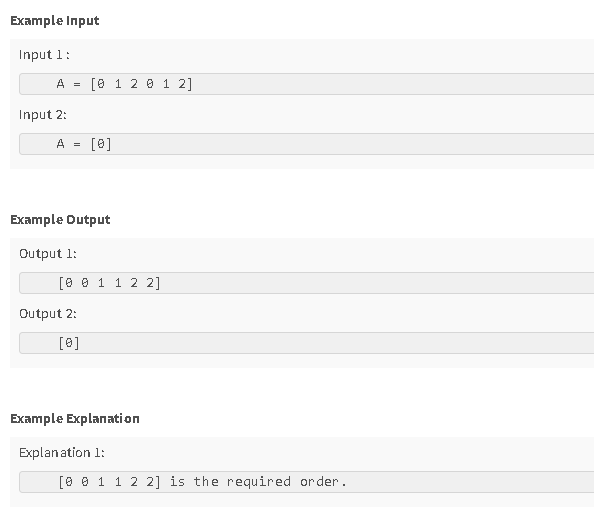 Example Input
Input 1:
A = [0 1 2 0 1 2]
Input 2:
A = [0]
Example Output
Output 1:
[0 0 1 1 2 2]
Output 2:
[0]
Example Explanation
Explanation 1:
[0 0 1 1 2 2] is the required order.